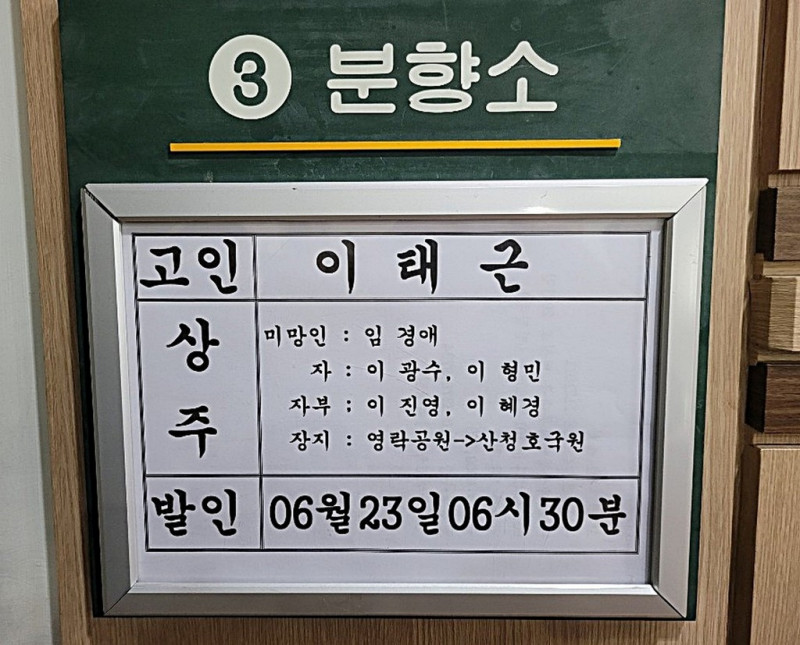 3 분향소
고인 이 태 근
상주
미망인 : 임 경애
자 : 이 광수, 이 형민
자부 ; 이 진영, 이 혜경
장지 : 영락공원->산청호국원
발인 06월23일06시30분